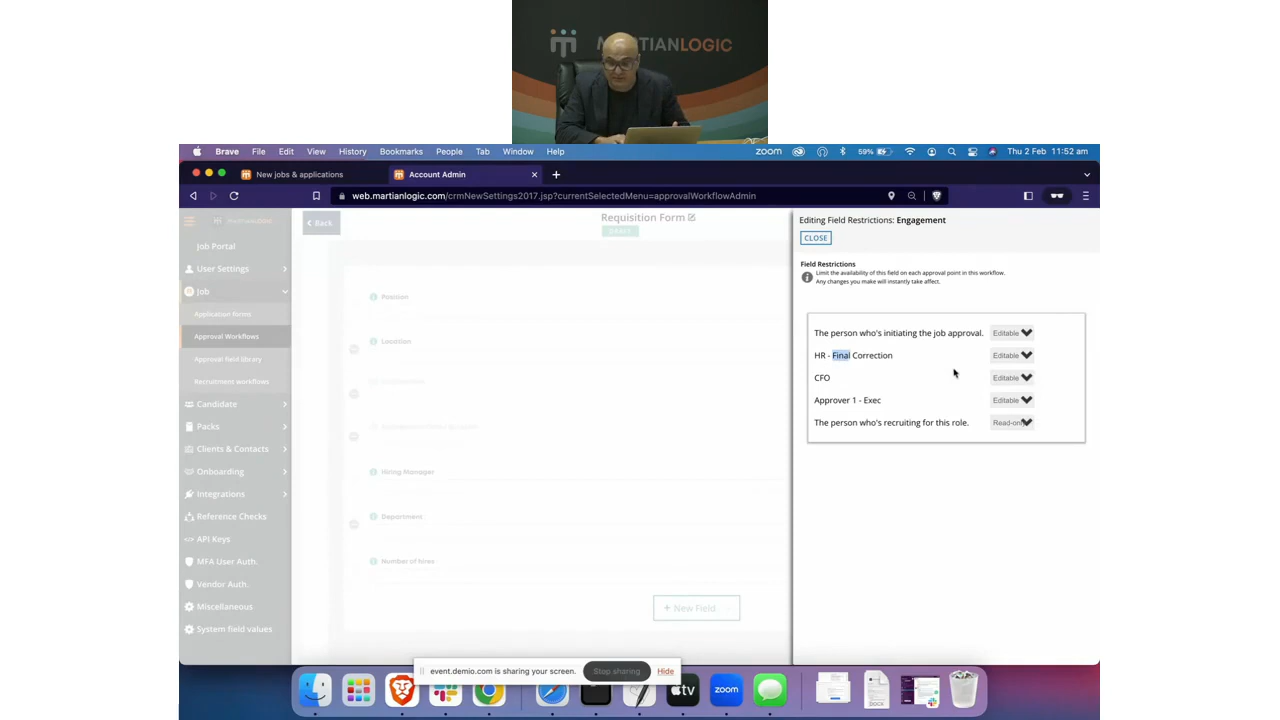 MARTIANLOGIC
Brave File Edit View History Bookmarks People Tab Window Help
zoom 59% Thu 2 Feb 11:52 am
New jobs & applications
Account Admin
web.martianlogic.com/crmNewSettings2017.jsp?currentSelectedMenu=approvalWorkflowAdmin
Job Portal
User Settings
Job
Application forms
Approval Workflows
Approval field library
Recruitment workflows
Candidate
Packs
Clients & Contacts
Onboarding
Integrations
Reference Checks
API Keys
MFA User Auth.
Vendor Auth.
Miscellaneous
System field values
Back
Requisition Form
DRAFT
Position
Location
Hiring Manager
Department
Number of hires
+ New Field
Editing Field Restrictions: Engagement
CLOSE
Field Restrictions
Limit the availability of this field on each approval point in this workflow.
Any changes you make will instantly take affect.
The person who's initiating the job approval. Editable
HR - Final Correction Editable
CFO Editable
Approver 1 - Exec Editable
The person who's recruiting for this role.
event.demio.com is sharing your screen. Stop sharing Hide
tv
zoom
DOCX